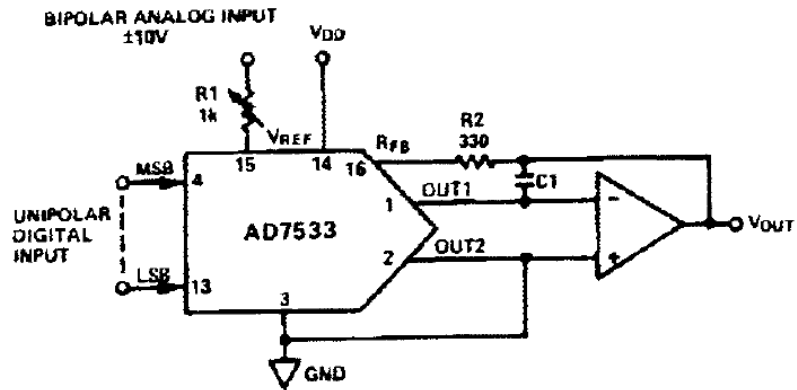 BIPOLAR ANALOG INPUT
±10V
VDD
R1
1k
VREF
15
14
16
RFB
R2
330
C1
MSB
4
1
OUT1
-
UNIPOLAR
DIGITAL
INPUT
AD7533
VOUT
2
OUT2
+
LSB
13
3
GND